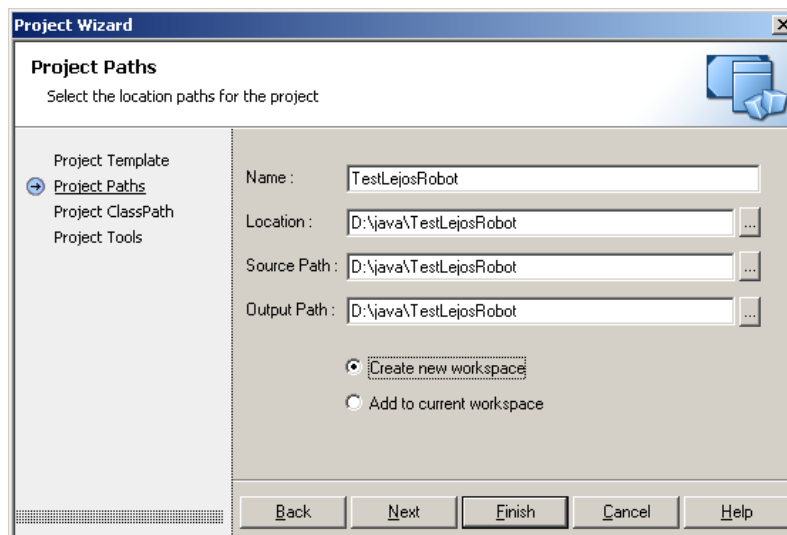 Project Wizard
Project Paths
Select the location paths for the project
Project Template
Project Paths
Project ClassPath
Project Tools
Name :
TestLejosRobot
Location :
D:\java\TestLejosRobot
...
Source Path :
D:\java\TestLejosRobot
...
Output Path :
D:\java\TestLejosRobot
...
Create new workspace
Add to current workspace
Back
Next
Finish
Cancel
Help